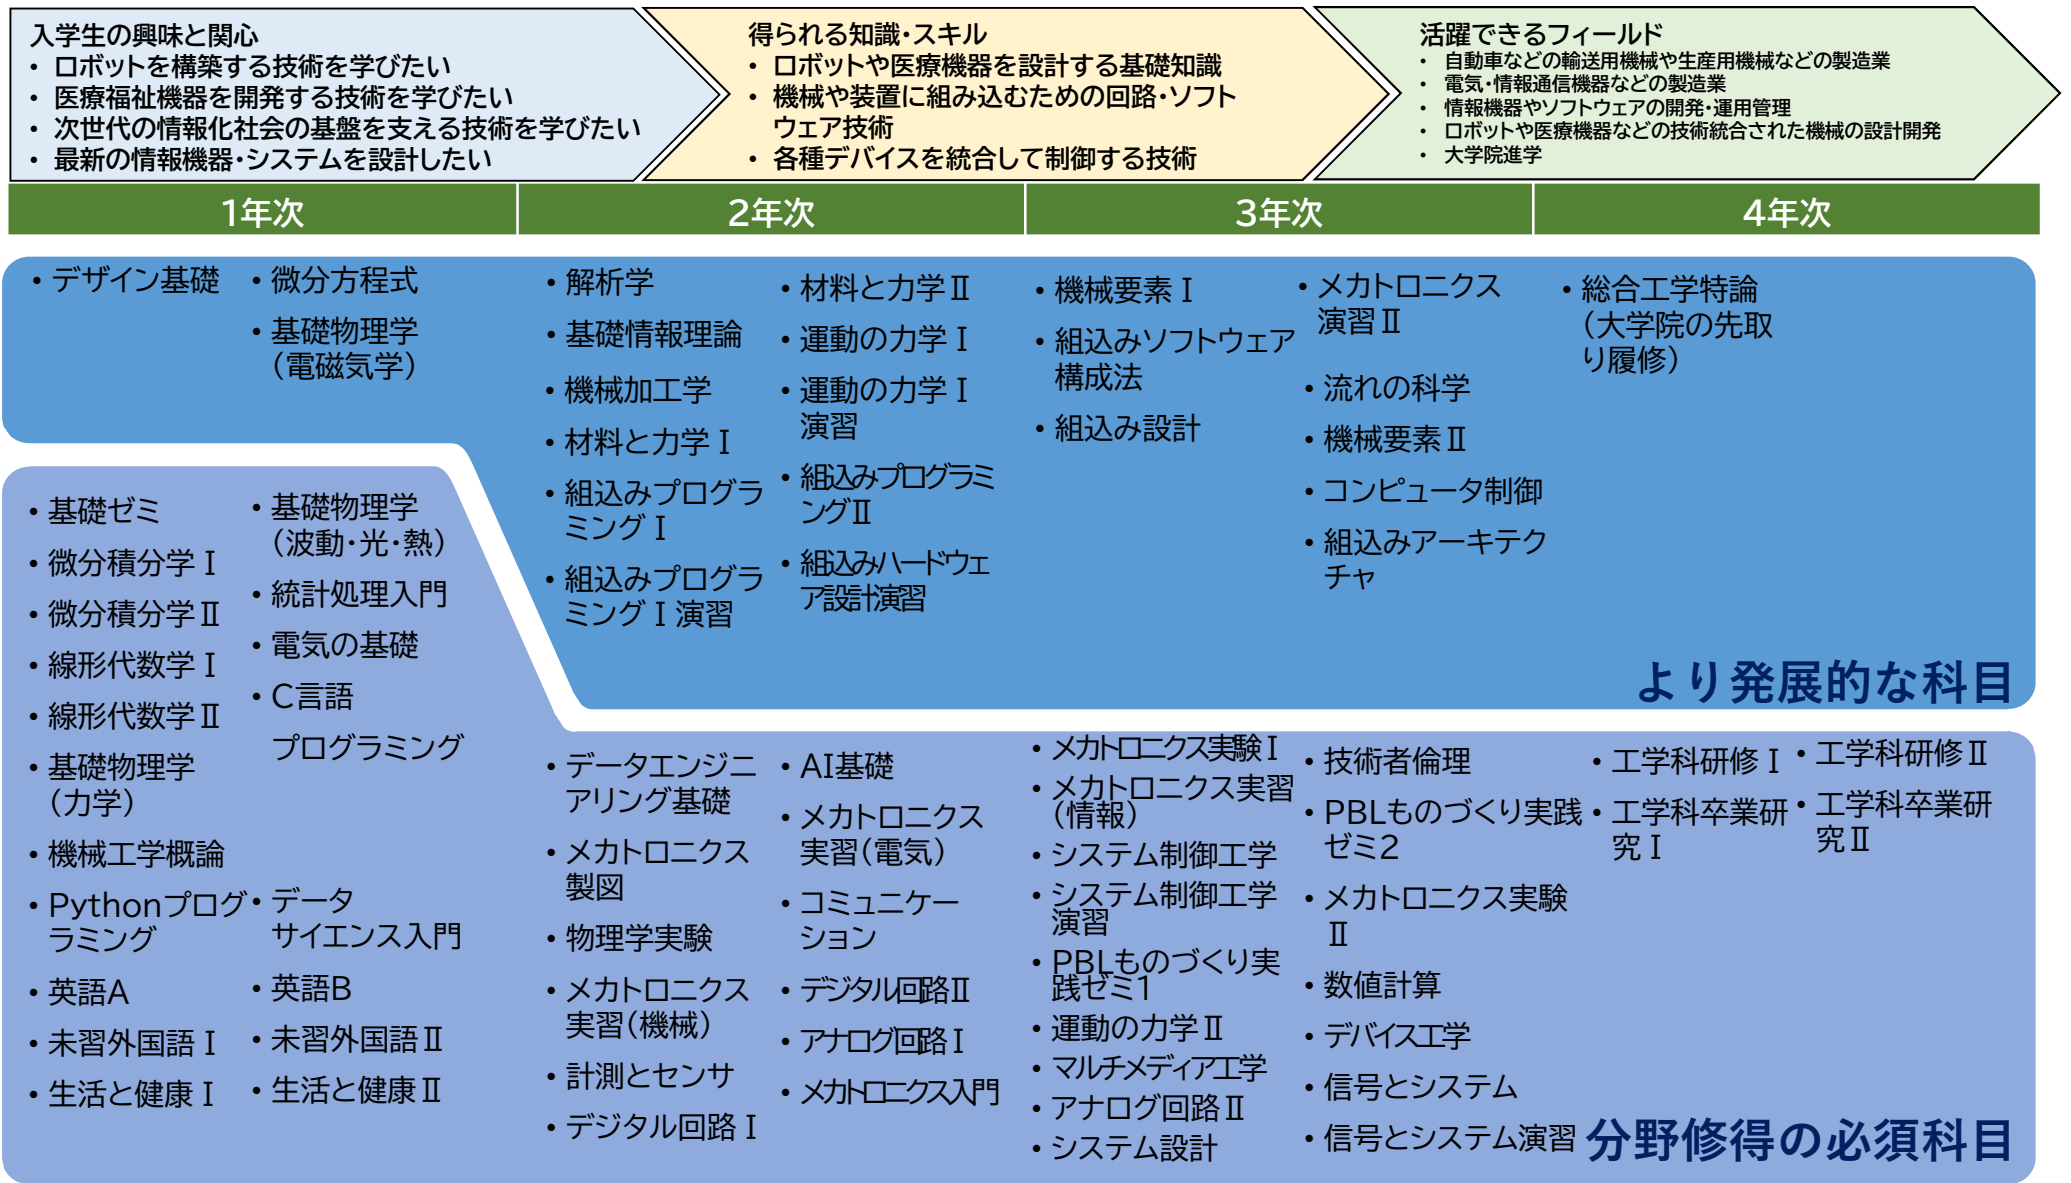 入学生の興味と関心
・ ロボットを構築する技術を学びたい
・ 医療福祉機器を開発する技術を学びたい
・ 次世代の情報化社会の基盤を支える技術を学びたい
・ 最新の情報機器・システムを設計したい
得られる知識・スキル
・ ロボットや医療機器を設計する基礎知識
・ 機械や装置に組み込むための回路・ソフト
ウェア技術
・ 各種デバイスを統合して制御する技術
活躍できるフィールド
・ 自動車などの輸送用機械や生産用機械などの製造業
・ 電気・情報通信機器などの製造業
・ 情報機器やソフトウェアの開発・運用管理
・ ロボットや医療機器などの技術統合された機械の設計開発
・ 大学院進学
1年次
2年次
3年次
4年次
・デザイン基礎
・微分方程式
・基礎物理学
（電磁気学）
・解析学
・基礎情報理論
・機械加工学
・材料と力学Ⅰ
・組込みプログラ
ミングⅠ
・組込みプログラ
ミングⅠ演習
・材料と力学Ⅱ
・運動の力学Ⅰ
・運動の力学Ⅰ
演習
・組込みプログラミ
ングⅡ
・組込みハードウェ
ア設計演習
・機械要素Ⅰ
・組込みソフトウェア
構成法
・組込み設計
・メカトロニクス
演習Ⅱ
・流れの科学
・機械要素Ⅱ
・コンピュータ制御
・組込みアーキテク
チャ
・総合工学特論
（大学院の先取
り履修）
より発展的な科目
・基礎ゼミ
・微分積分学Ⅰ
・微分積分学Ⅱ
・線形代数学Ⅰ
・線形代数学Ⅱ
・基礎物理学
（力学）
・機械工学概論
・Pythonプログ
ラミング
・英語A
・未習外国語Ⅰ
・生活と健康Ⅰ
・基礎物理学
（波動・光・熱）
・統計処理入門
・電気の基礎
・C言語
プログラミング
・データ
サイエンス入門
・英語B
・未習外国語Ⅱ
・生活と健康Ⅱ
・データエンジニ
アリング基礎
・メカトロニクス
製図
・物理学実験
・メカトロニクス
実習（機械）
・計測とセンサ
・デジタル回路Ⅰ
・AI基礎
・メカトロニクス
実習（電気）
・コミュニケー
ション
・デジタル回路Ⅱ
・アナログ回路Ⅰ
・メカトロニクス入門
・メカトロニクス実験Ⅰ
・メカトロニクス実習
（情報）
・システム制御工学
・システム制御工学
演習
・PBLものづくり実
践ゼミ1
・運動の力学Ⅱ
・マルチメディア工学
・アナログ回路Ⅱ
・システム設計
・技術者倫理
・PBLものづくり実践
ゼミ2
・メカトロニクス実験
Ⅱ
・数値計算
・デバイス工学
・信号とシステム
・信号とシステム演習
・工学科研修Ⅰ
・工学科卒業研
究Ⅰ
・工学科研修Ⅱ
・工学科卒業研
究Ⅱ
分野修得の必須科目